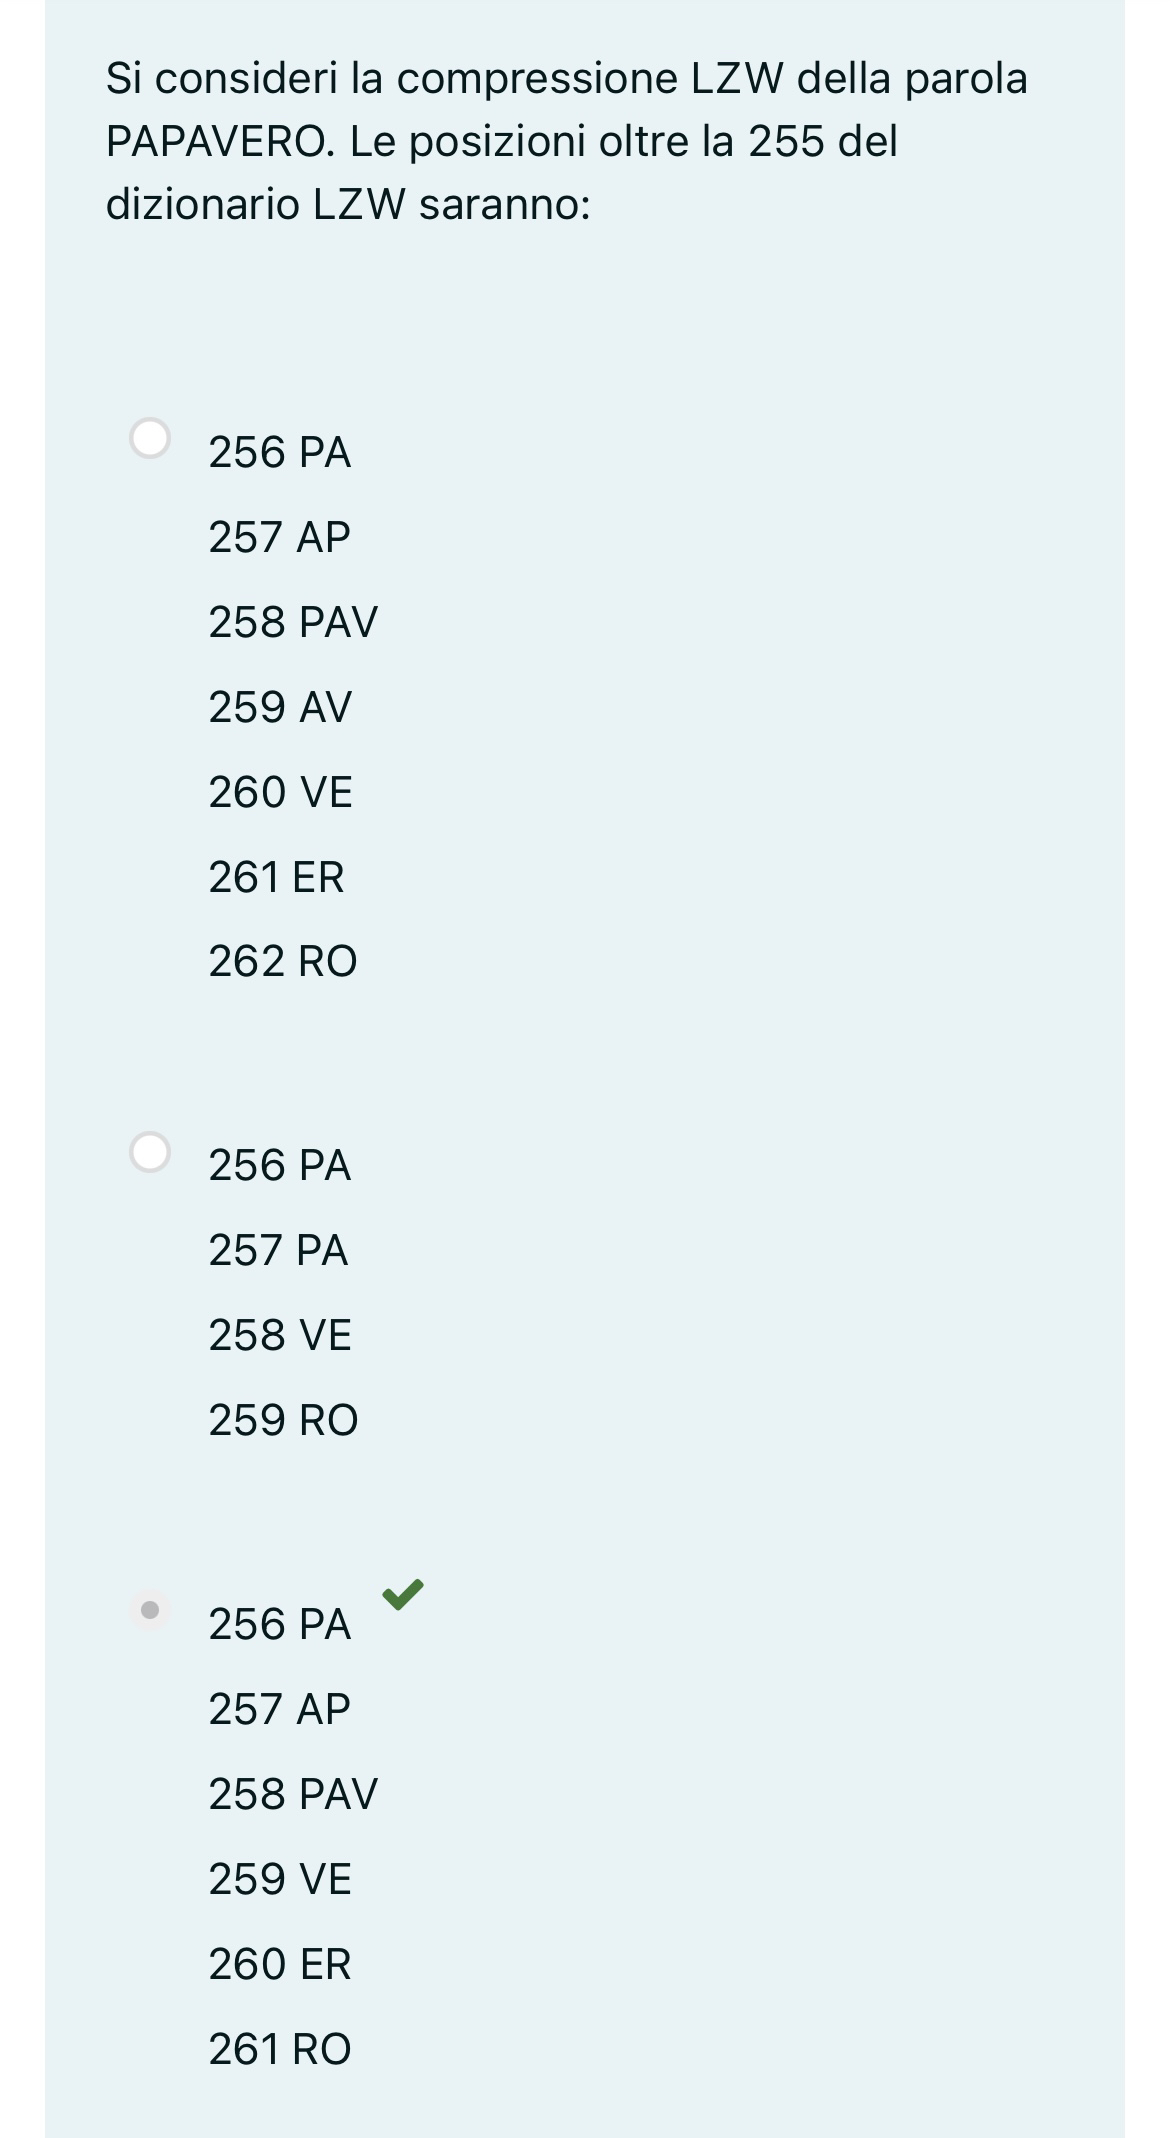 Si consideri la compressione LZW della parola
PAPAVERO. Le posizioni oltre la 255 del
dizionario LZW saranno:
256 PA
257 AP
258 PAV
259 AV
260 VE
261 ER
262 RO
256 PA
257 PA
258 VE
259 RO
256 PA
257 AP
258 PAV
259 VE
260 ER
261 RO